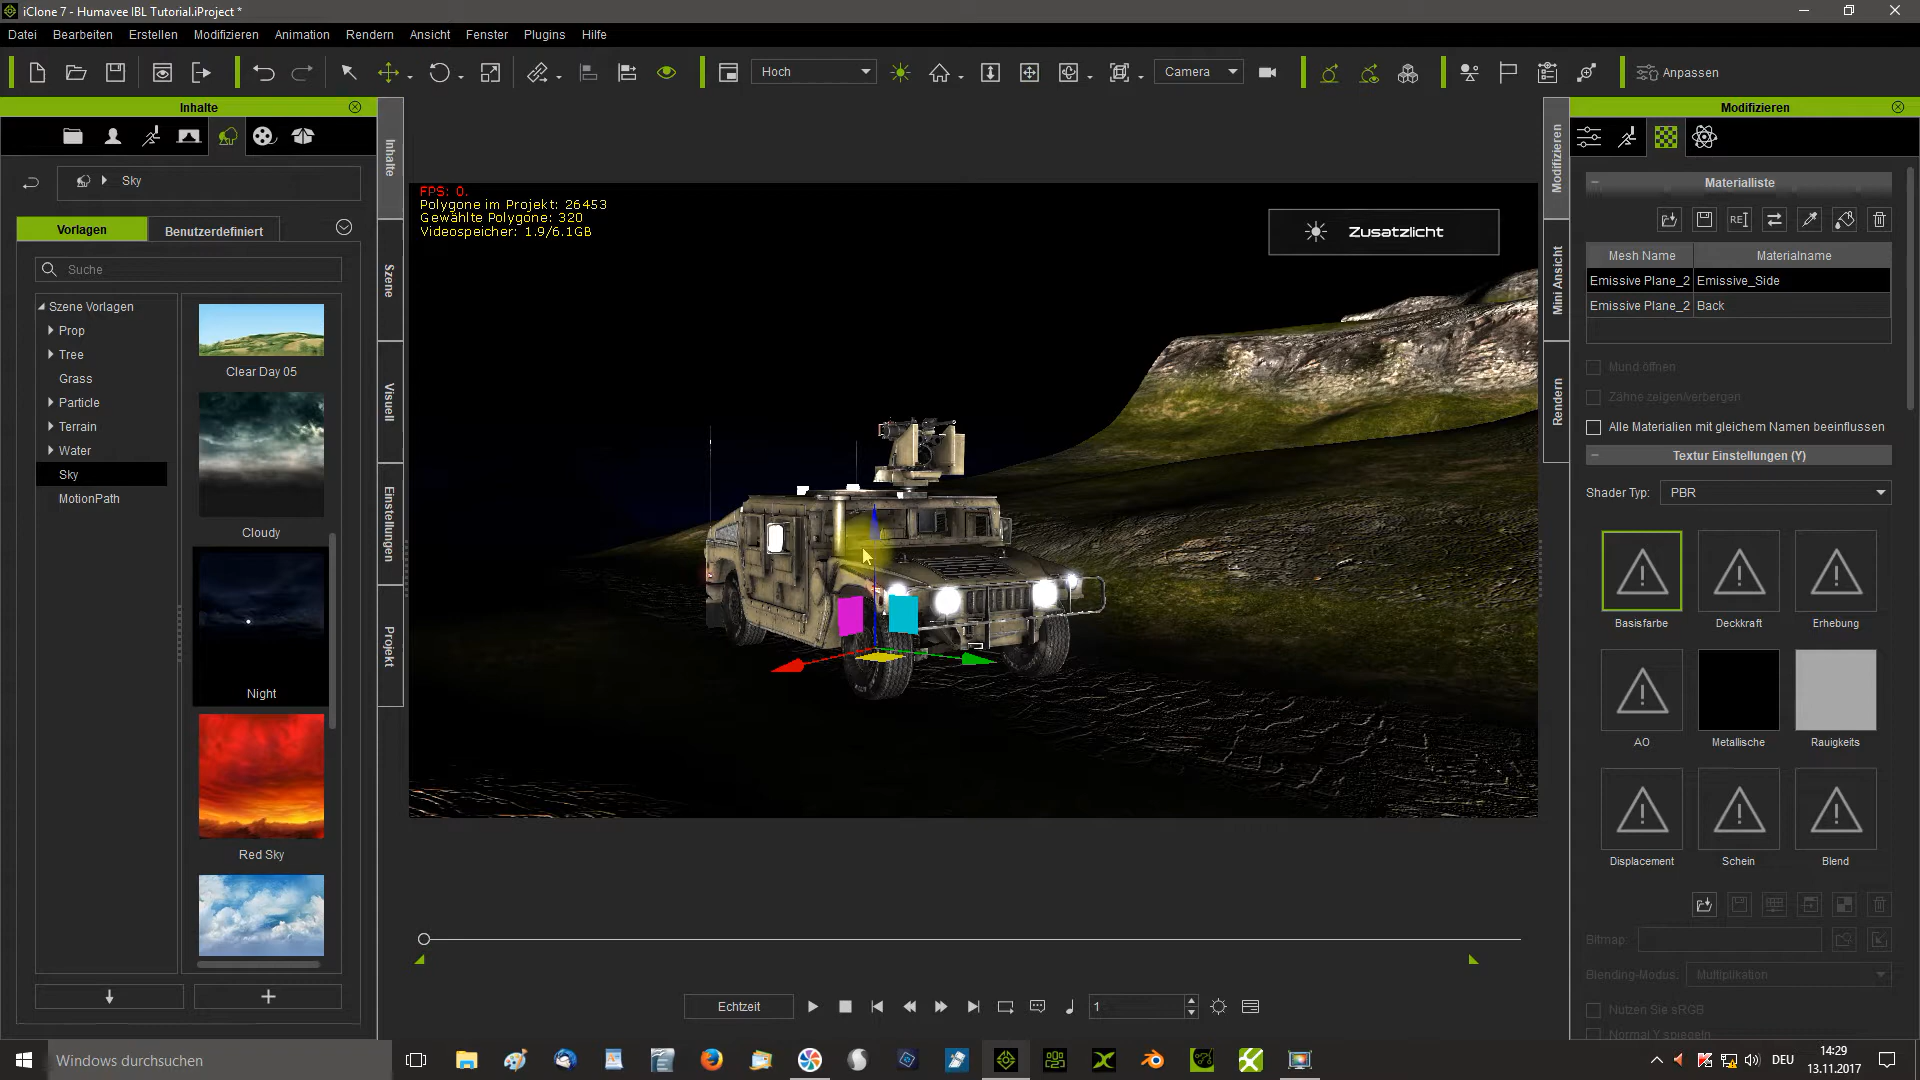 iClone 7 - Humavee IBL Tutorial.iProject *
Datei Bearbeiten Erstellen Modifizieren Animation Rendern Ansicht Fenster Plugins Hilfe
Hoch Camera Anpassen
Inhalte
Sky
Vorlagen Benutzerdefiniert
Suche
Szene Vorlagen
Prop
Tree
Grass
Particle
Terrain
Water
Sky
MotionPath
Clear Day 05
Cloudy
Night
Red Sky
Inhalte
Szene
Visuell
Einstellungen
Projekt
FPS: 0.
Polygone im Projekt: 26453
Gewählte Polygone: 320
Videospeicher: 1.9/6.1GB
Zusatzlicht
Echtzeit
1
Modifizieren
Mini Ansicht
Rendern
Modifizieren
Materialliste
Mesh Name Materialname
Emissive Plane_2 Emissive_Side
Emissive Plane_2 Back
Mund öffnen
Zähne zeigen/verbergen
Alle Materialien mit gleichem Namen beeinflussen
Textur Einstellungen (Y)
Shader Typ: PBR
Basisfarbe Deckkraft Erhebung
AO Metallische Rauigkeits
Displacement Schein Blend
Bitmap:
Blending-Modus. Multiplikation
Nutzen Sie sRGB
Normal Y spiegeln
Windows durchsuchen
DEU
14:29
13.11.2017